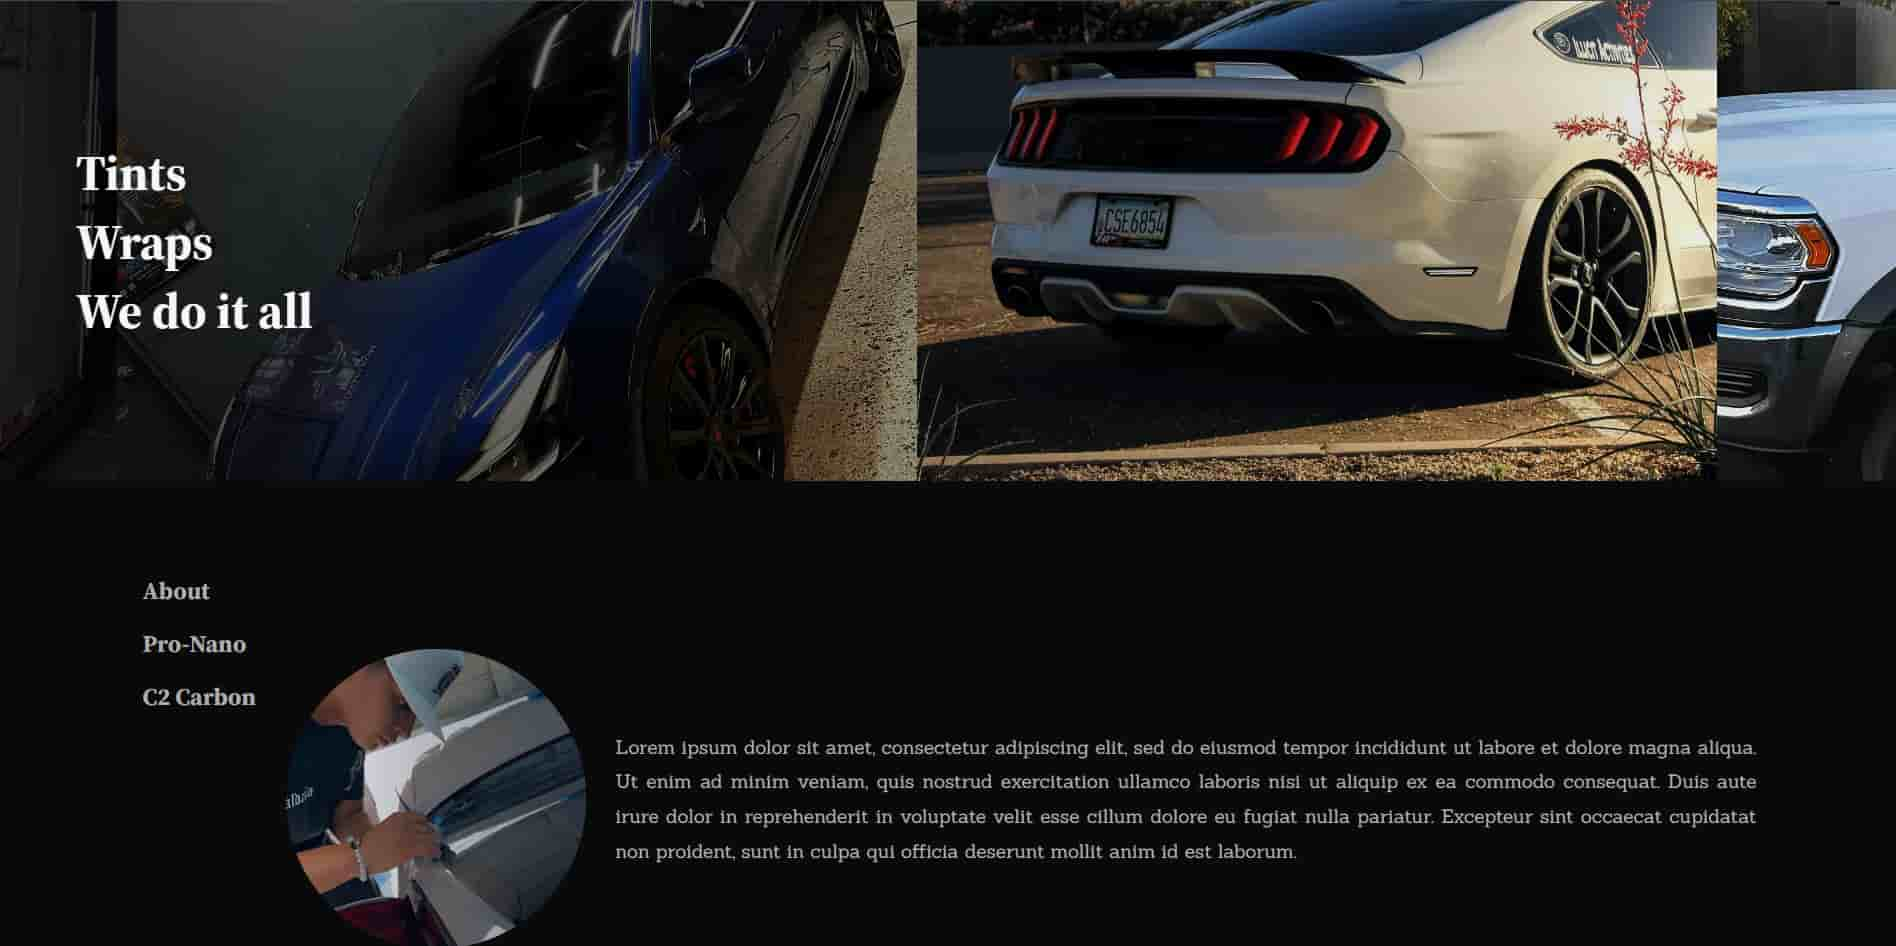 Tints
Wraps
We do it all
CSE6854
About
Pro-Nano
C2 Carbon
Lorem ipsum dolor sit amet, consectetur adipiscing elit, sed do eiusmod tempor incididunt ut labore et dolore magna aliqua.
Ut enim ad minim veniam, quis nostrud exercitation ullamco laboris nisi ut aliquip ex ea commodo consequat. Duis aute
irure dolor in reprehenderit in voluptate velit esse cillum dolore eu fugiat nulla pariatur. Excepteur sint occaecat cupidatat
non proident, sunt in culpa qui officia deserunt mollit anim id est laborum.